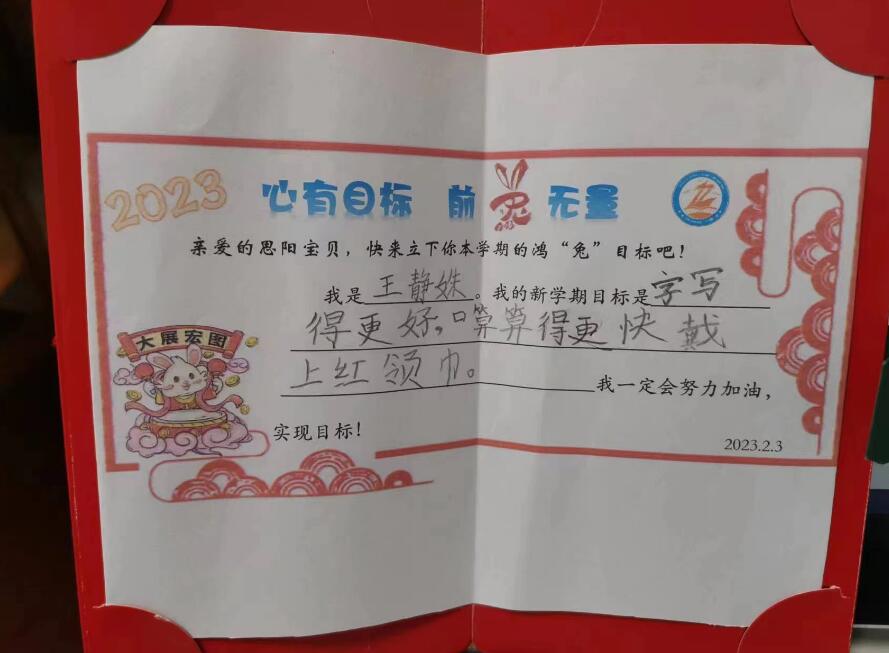 2023
心有目标 前兔无量
亲爱的思阳宝贝，快来立下你本学期的鸿“兔”目标吧！
我是王静姝。我的新学期目标是字写
得更好，口算算得更快戴
上红领巾。我一定会努力加油，
大展宏图
实现目标！
2023.2.3